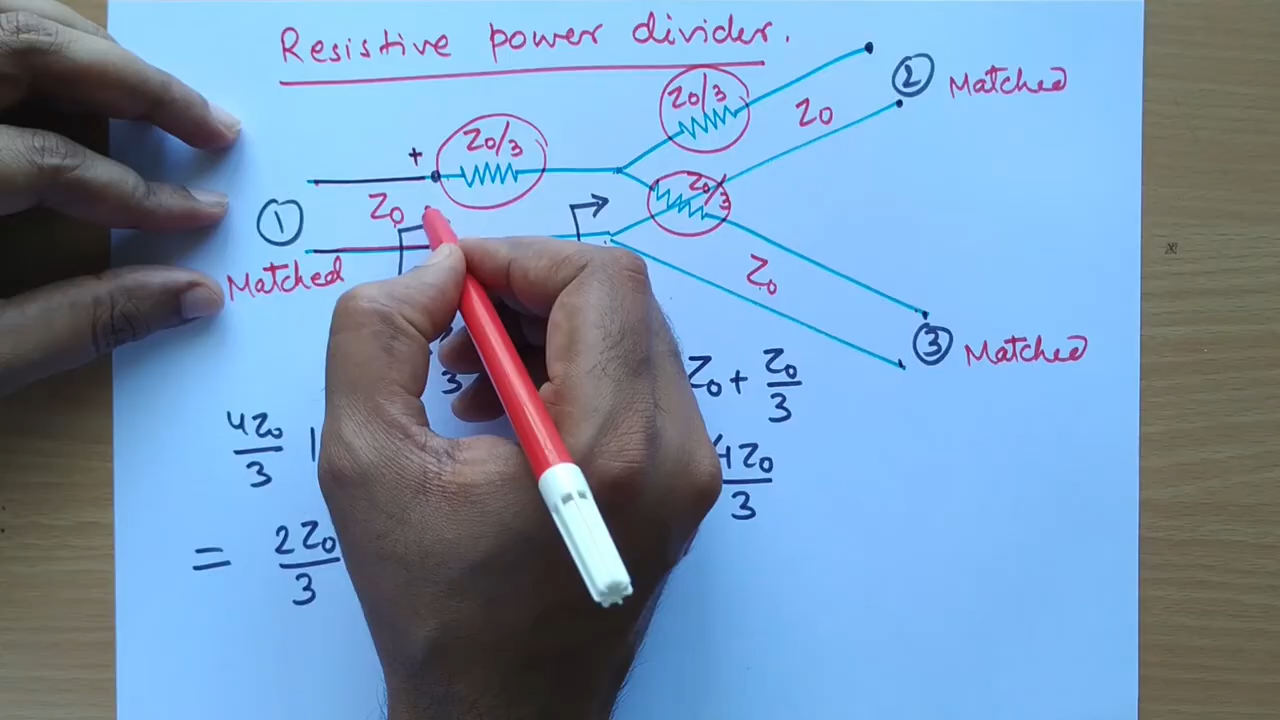 Resistive power divider.
Z0/3
Z0/3
Z0/3
+
Z0
Z0
Z0
①
Matched
② Matched
③ Matched
3
Z0 + Z0/3
4Z0/3
4Z0/3
= 2Z0/3